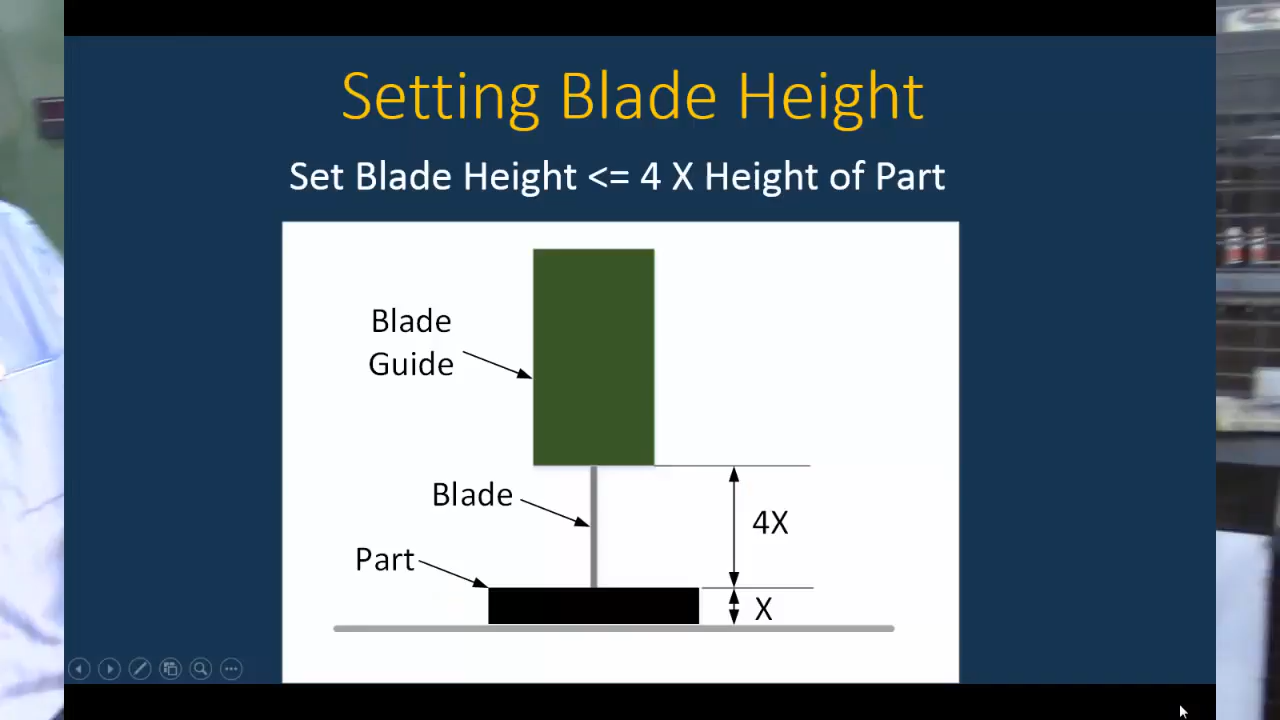 Setting Blade Height
Set Blade Height <= 4 X Height of Part
Blade
Guide
Blade
4X
Part
X